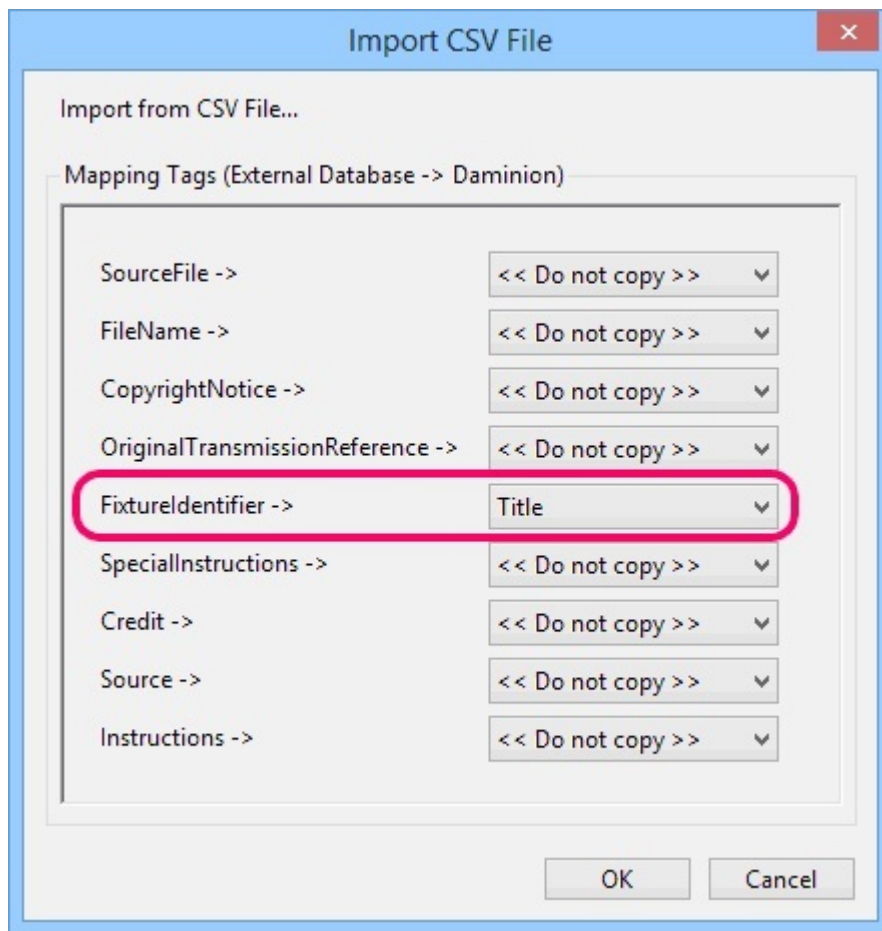 Import CSV File
Import from CSV File...
Mapping Tags (External Database -> Daminion)
SourceFile -> << Do not copy >>
FileName -> << Do not copy >>
CopyrightNotice -> << Do not copy >>
OriginalTransmissionReference -> << Do not copy >>
FixtureIdentifier -> Title
SpecialInstructions -> << Do not copy >>
Credit -> << Do not copy >>
Source -> << Do not copy >>
Instructions -> << Do not copy >>
OK Cancel